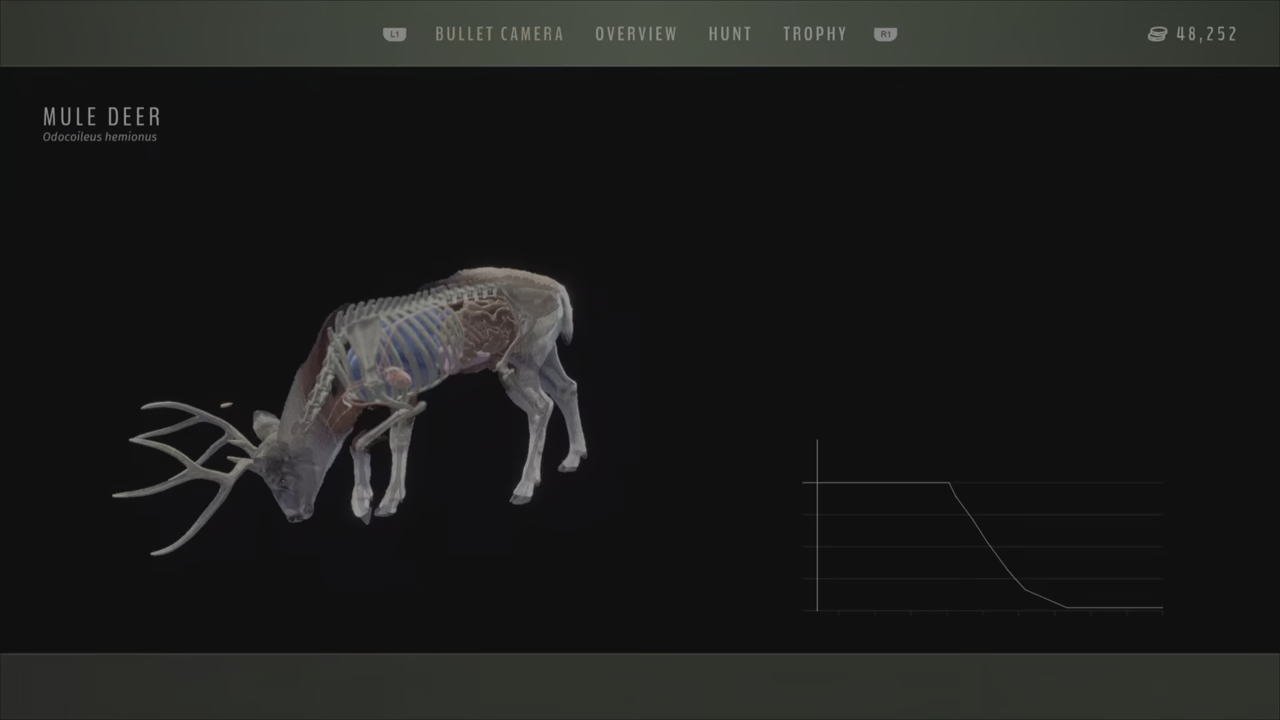 L1 BULLET CAMERA OVERVIEW HUNT TROPHY R1 48,252
MULE DEER
Odocoileus hemionus